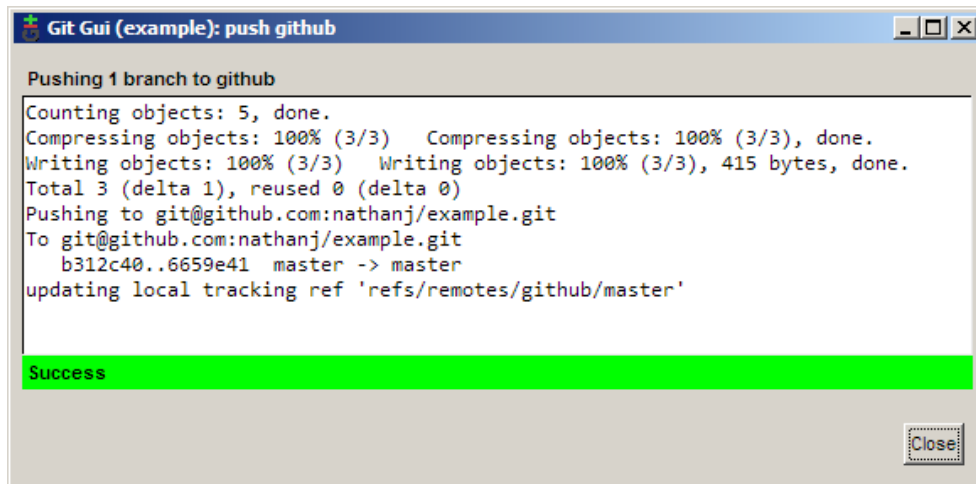 Git Gui (example): push github
Pushing 1 branch to github
Counting objects: 5, done.
Compressing objects: 100% (3/3)   Compressing objects: 100% (3/3), done.
Writing objects: 100% (3/3)   Writing objects: 100% (3/3), 415 bytes, done.
Total 3 (delta 1), reused 0 (delta 0)
Pushing to git@github.com:nathanj/example.git
To git@github.com:nathanj/example.git
   b312c40..6659e41  master -> master
updating local tracking ref 'refs/remotes/github/master'
Success
Close